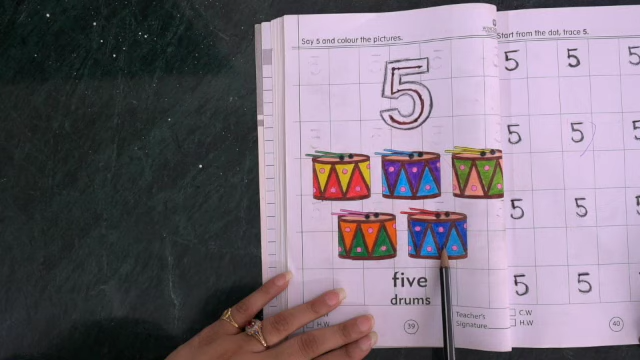 Say 5 and colour the pictures.
5
five
drums
Teacher's
Signature
C.W
H.W
39
Start from the dot, trace 5.
5 5 5
5 5 5
5 5 5
5 5
40